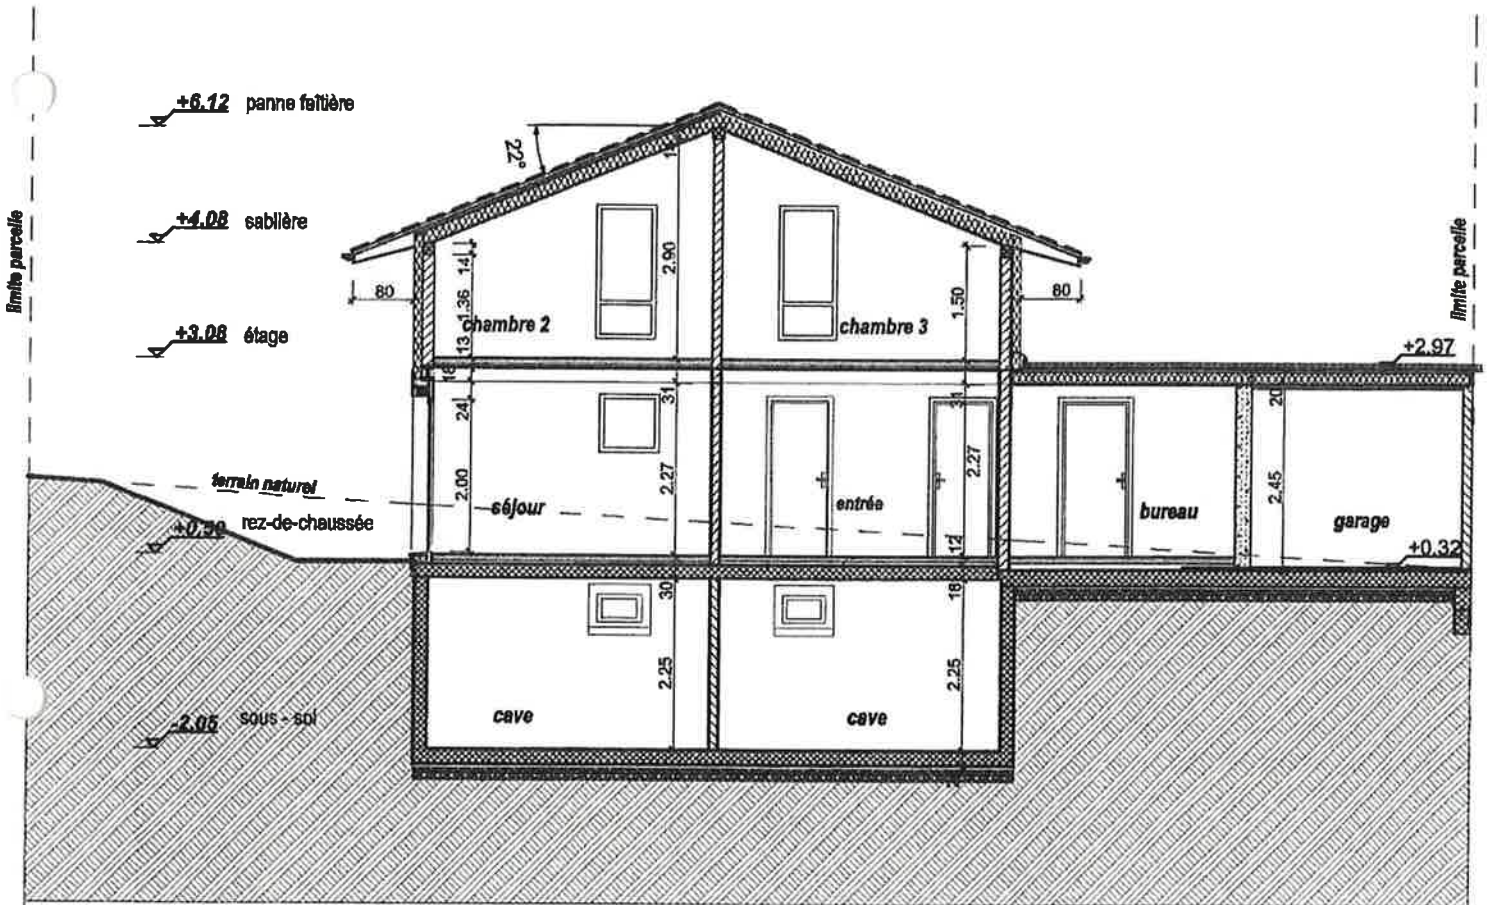 +6.12 panne faîtière
22°
limite parcelle
+4.08 sablière
limite parcelle
14
2.90
80
1.36
chambre 2
chambre 3
1.50
80
+3.08 étage
13
+2.97
18
31
31
24
20
terrain naturel
2.00
2.27
2.27
2.45
séjour
entrée
bureau
garage
+0.50 rez-de-chaussée
12
+0.32
30
18
2.25
2.25
-2.05 sous - sol
cave
cave